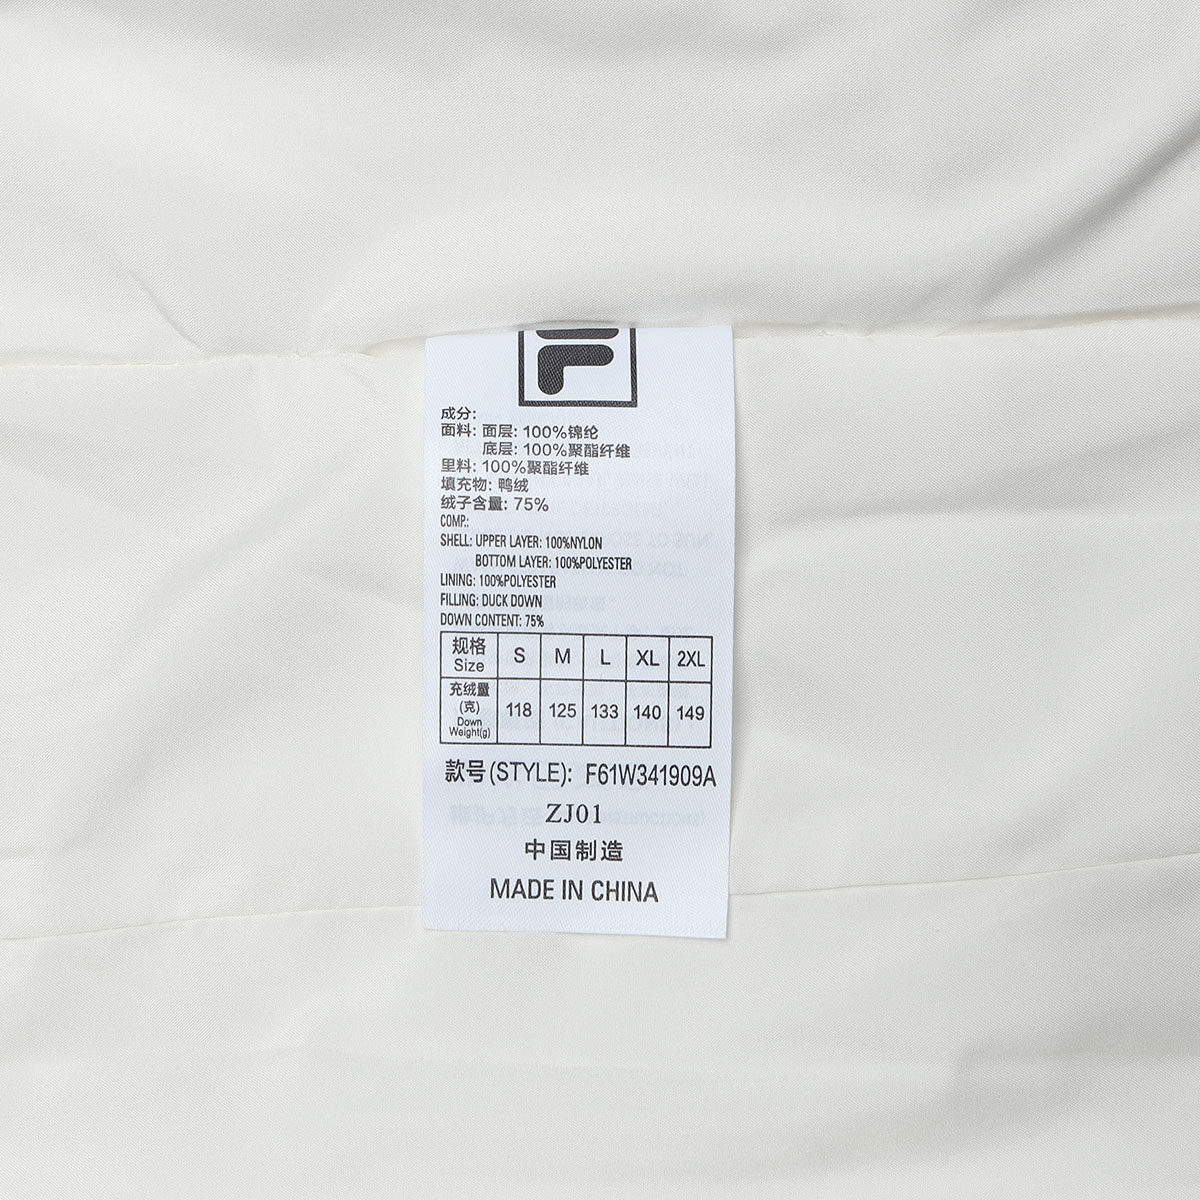 F
成分:
面料: 面层: 100%锦纶
底层: 100%聚酯纤维
里料: 100%聚酯纤维
填充物: 鸭绒
绒子含量: 75%
COMP.:
SHELL: UPPER LAYER: 100%NYLON
BOTTOM LAYER: 100%POLYESTER
LINING: 100%POLYESTER
FILLING: DUCK DOWN
DOWN CONTENT: 75%
规格 Size S M L XL 2XL
充绒量 (克) Down Weight(g) 118 125 133 140 149
款号(STYLE): F61W341909A
ZJ01
中国制造
MADE IN CHINA